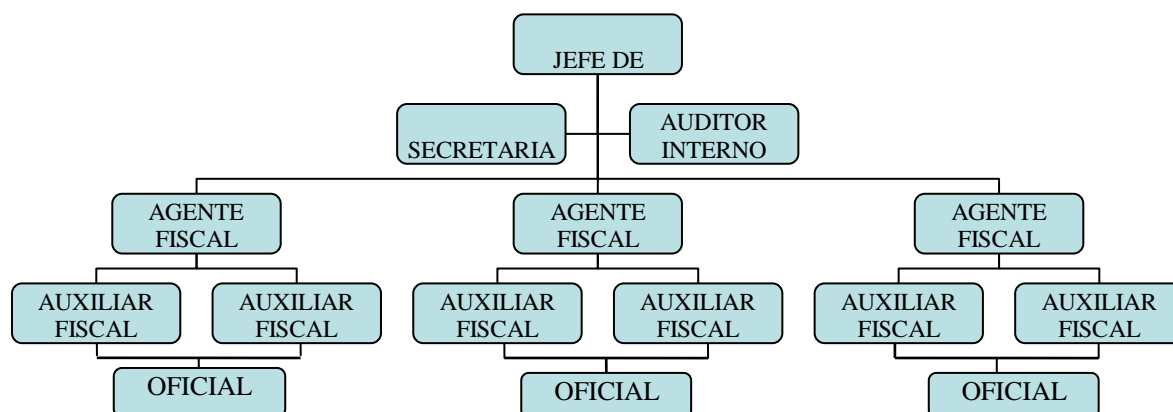 JEFE DE
SECRETARIA
AUDITOR
INTERNO
AGENTE
FISCAL
AGENTE
FISCAL
AGENTE
FISCAL
AUXILIAR
FISCAL
AUXILIAR
FISCAL
AUXILIAR
FISCAL
AUXILIAR
FISCAL
AUXILIAR
FISCAL
AUXILIAR
FISCAL
OFICIAL
OFICIAL
OFICIAL